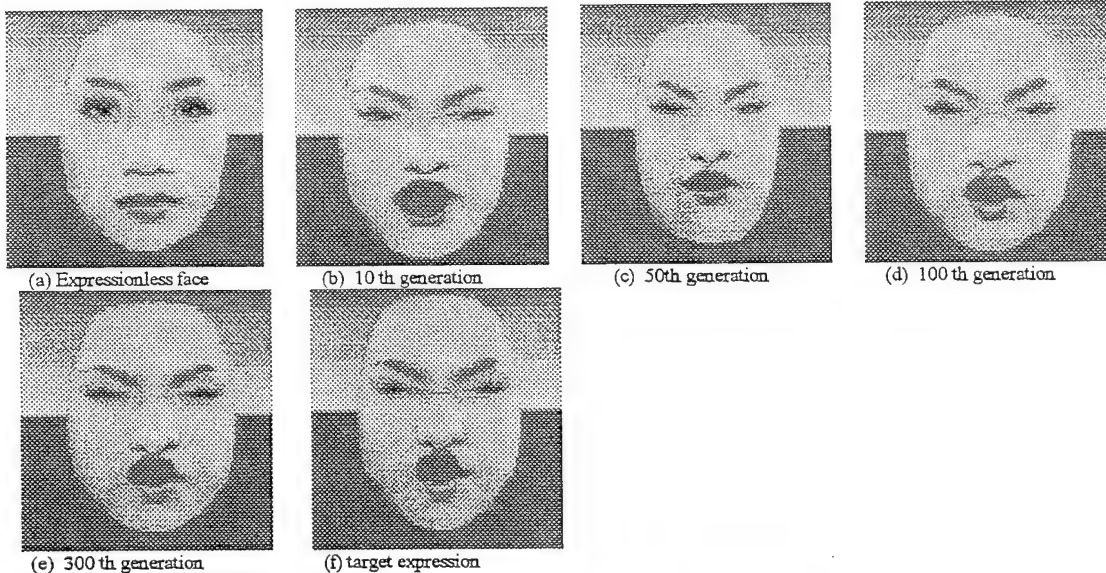 (a) Expressionless face
(b) 10 th generation
(c) 50th generation
(d) 100 th generation
(e) 300 th generation
(f) target expression